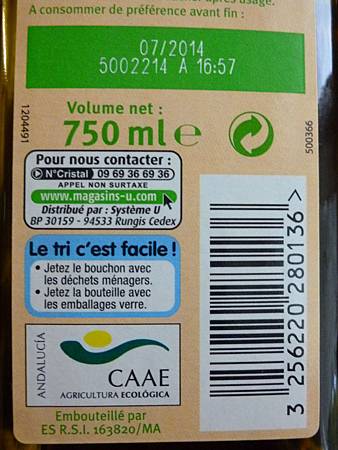 après usage.
A consommer de préférence avant fin :
07/2014
5002214 A 16:57
Volume net :
750 ml e
1204491
500366
Pour nous contacter :
N°Cristal 09 69 36 69 36
APPEL NON SURTAXE
www.magasins-u.com
Distribué par : Système U
BP 30159 - 94533 Rungis Cedex
Le tri c'est facile !
• Jetez le bouchon avec
les déchets ménagers.
• Jetez la bouteille avec
les emballages verre.
ANDALUCÍA
CAAE
AGRICULTURA ECOLÓGICA
Embouteillé par
ES R.S.I. 163820/MA
3 256220 280136 >